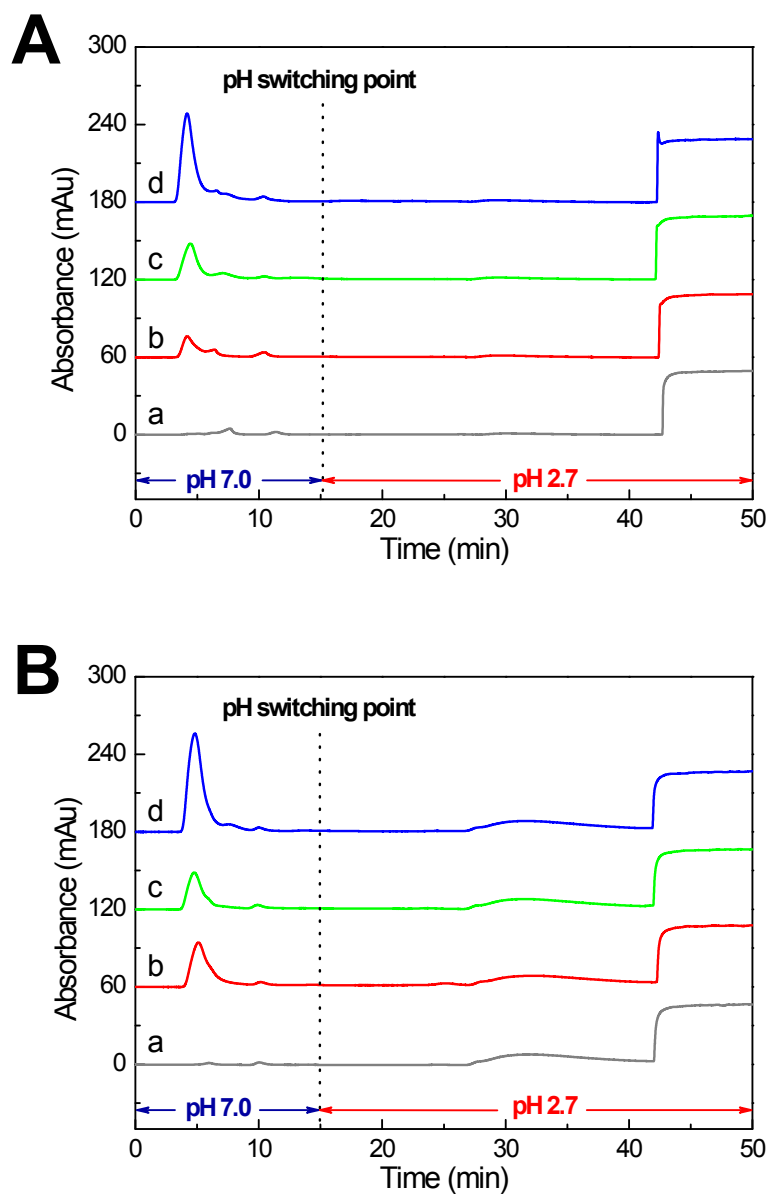 A
300
pH switching point
240
d
180
c
120
b
60
a
0
pH 7.0
pH 2.7
0 10 20 30 40 50
Absorbance (mAu)
Time (min)
B
300
pH switching point
240
d
180
c
120
b
60
a
0
pH 7.0
pH 2.7
0 10 20 30 40 50
Absorbance (mAu)
Time (min)